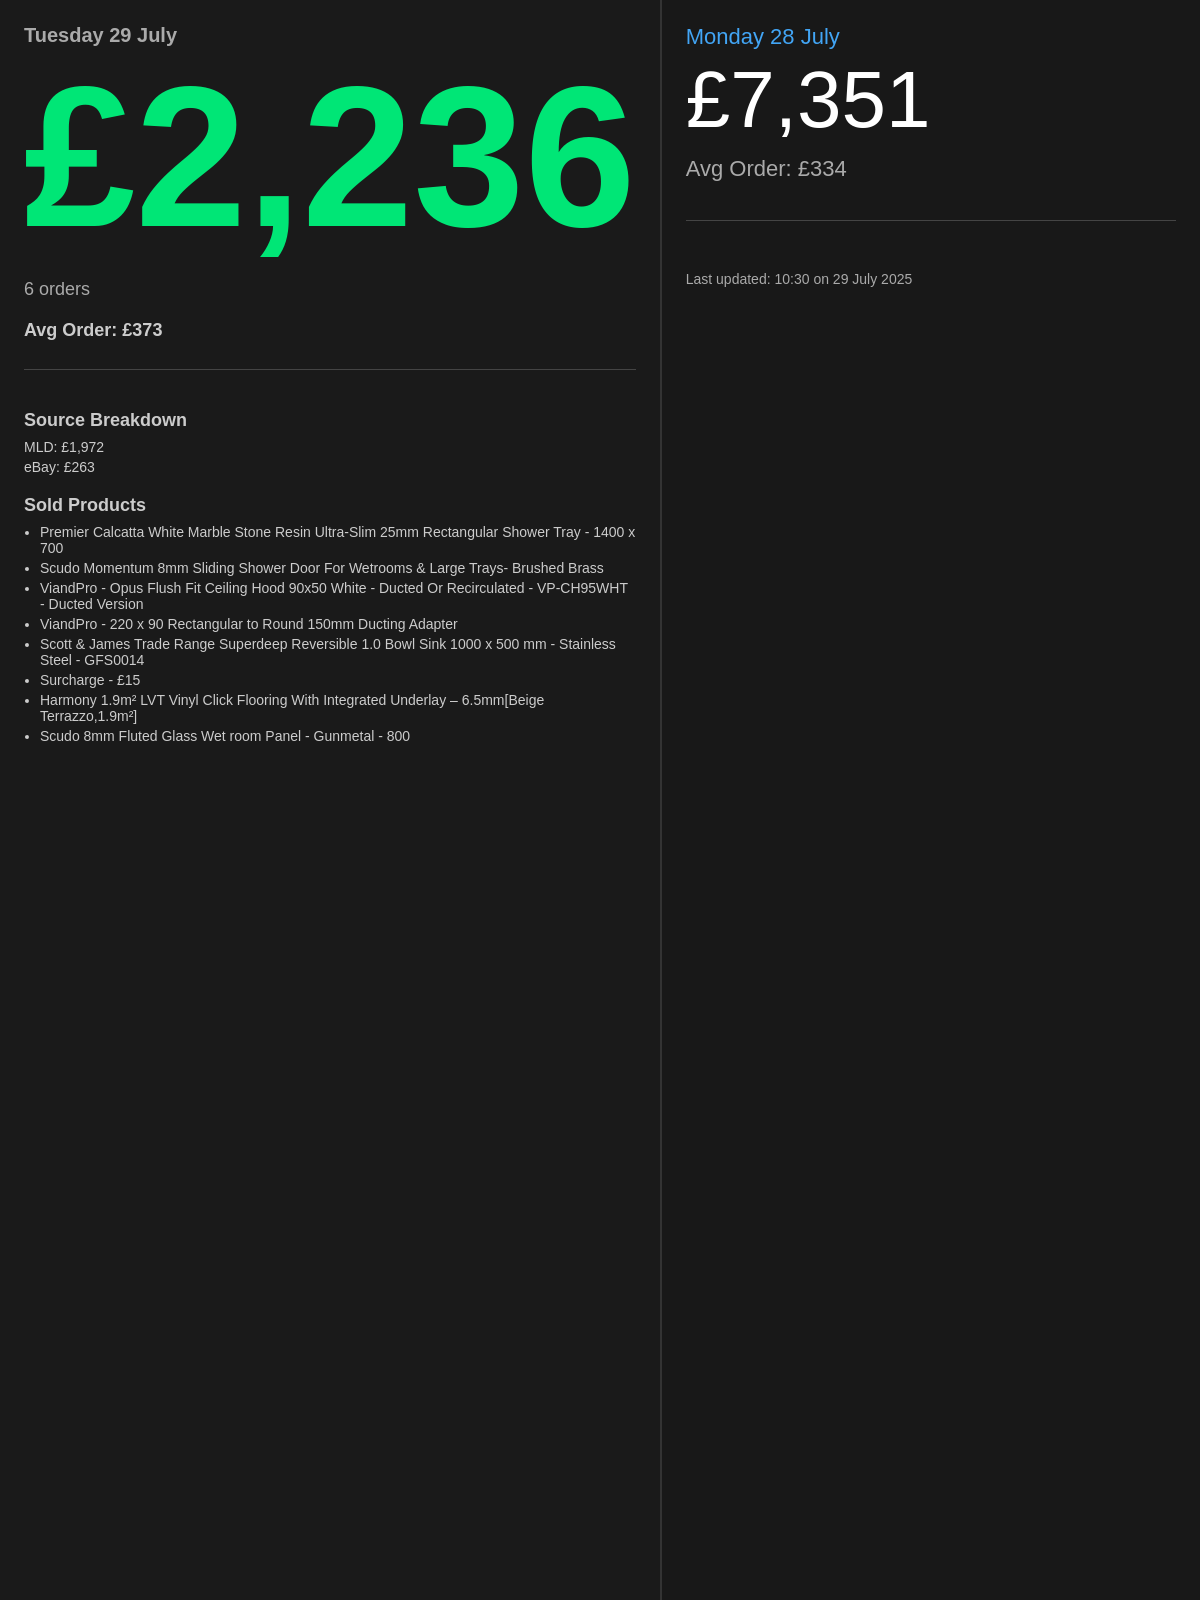 Tuesday 29 July
£2,236
6 orders
Avg Order: £373
Source Breakdown
MLD: £1,972
eBay: £263
Sold Products
• Premier Calcatta White Marble Stone Resin Ultra-Slim 25mm Rectangular Shower Tray - 1400 x
700
• Scudo Momentum 8mm Sliding Shower Door For Wetrooms & Large Trays- Brushed Brass
• ViandPro - Opus Flush Fit Ceiling Hood 90x50 White - Ducted Or Recirculated - VP-CH95WHT
- Ducted Version
• ViandPro - 220 x 90 Rectangular to Round 150mm Ducting Adapter
• Scott & James Trade Range Superdeep Reversible 1.0 Bowl Sink 1000 x 500 mm - Stainless
Steel - GFS0014
• Surcharge - £15
• Harmony 1.9m² LVT Vinyl Click Flooring With Integrated Underlay – 6.5mm[Beige
Terrazzo,1.9m²]
• Scudo 8mm Fluted Glass Wet room Panel - Gunmetal - 800
Monday 28 July
£7,351
Avg Order: £334
Last updated: 10:30 on 29 July 2025